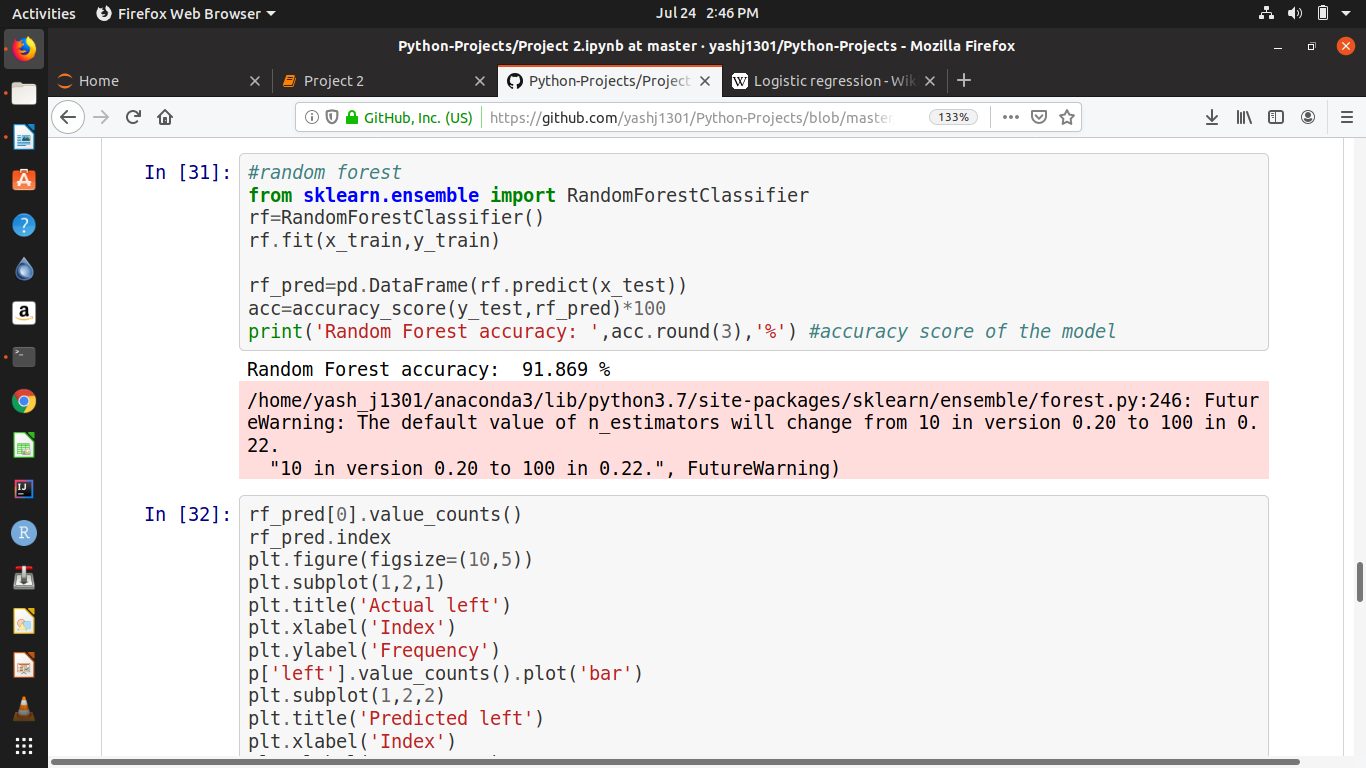 Activities Firefox Web Browser Jul 24 2:46 PM
Python-Projects/Project 2.ipynb at master · yashj1301/Python-Projects - Mozilla Firefox
Home Project 2 Python-Projects/Project Logistic regression - Wik
GitHub, Inc. (US) https://github.com/yashj1301/Python-Projects/blob/master 133%
In [31]: #random forest
from sklearn.ensemble import RandomForestClassifier
rf=RandomForestClassifier()
rf.fit(x_train,y_train)
rf_pred=pd.DataFrame(rf.predict(x_test))
acc=accuracy_score(y_test,rf_pred)*100
print('Random Forest accuracy: ',acc.round(3),'%') #accuracy score of the model
Random Forest accuracy:  91.869 %
/home/yash_j1301/anaconda3/lib/python3.7/site-packages/sklearn/ensemble/forest.py:246: Futur
eWarning: The default value of n_estimators will change from 10 in version 0.20 to 100 in 0.
22.
"10 in version 0.20 to 100 in 0.22.", FutureWarning)
In [32]: rf_pred[0].value_counts()
rf_pred.index
plt.figure(figsize=(10,5))
plt.subplot(1,2,1)
plt.title('Actual left')
plt.xlabel('Index')
plt.ylabel('Frequency')
p['left'].value_counts().plot('bar')
plt.subplot(1,2,2)
plt.title('Predicted left')
plt.xlabel('Index')